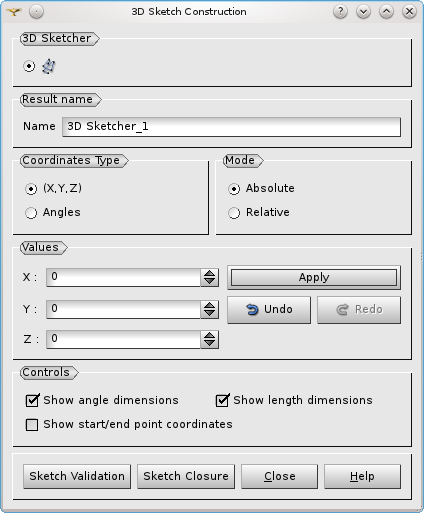 3D Sketch Construction
3D Sketcher
Result name
Name 3D Sketcher_1
Coordinates Type
(X,Y,Z)
Angles
Mode
Absolute
Relative
Values
X : 0
Apply
Y : 0
Undo Redo
Z : 0
Controls
Show angle dimensions Show length dimensions
Show start/end point coordinates
Sketch Validation Sketch Closure Close Help